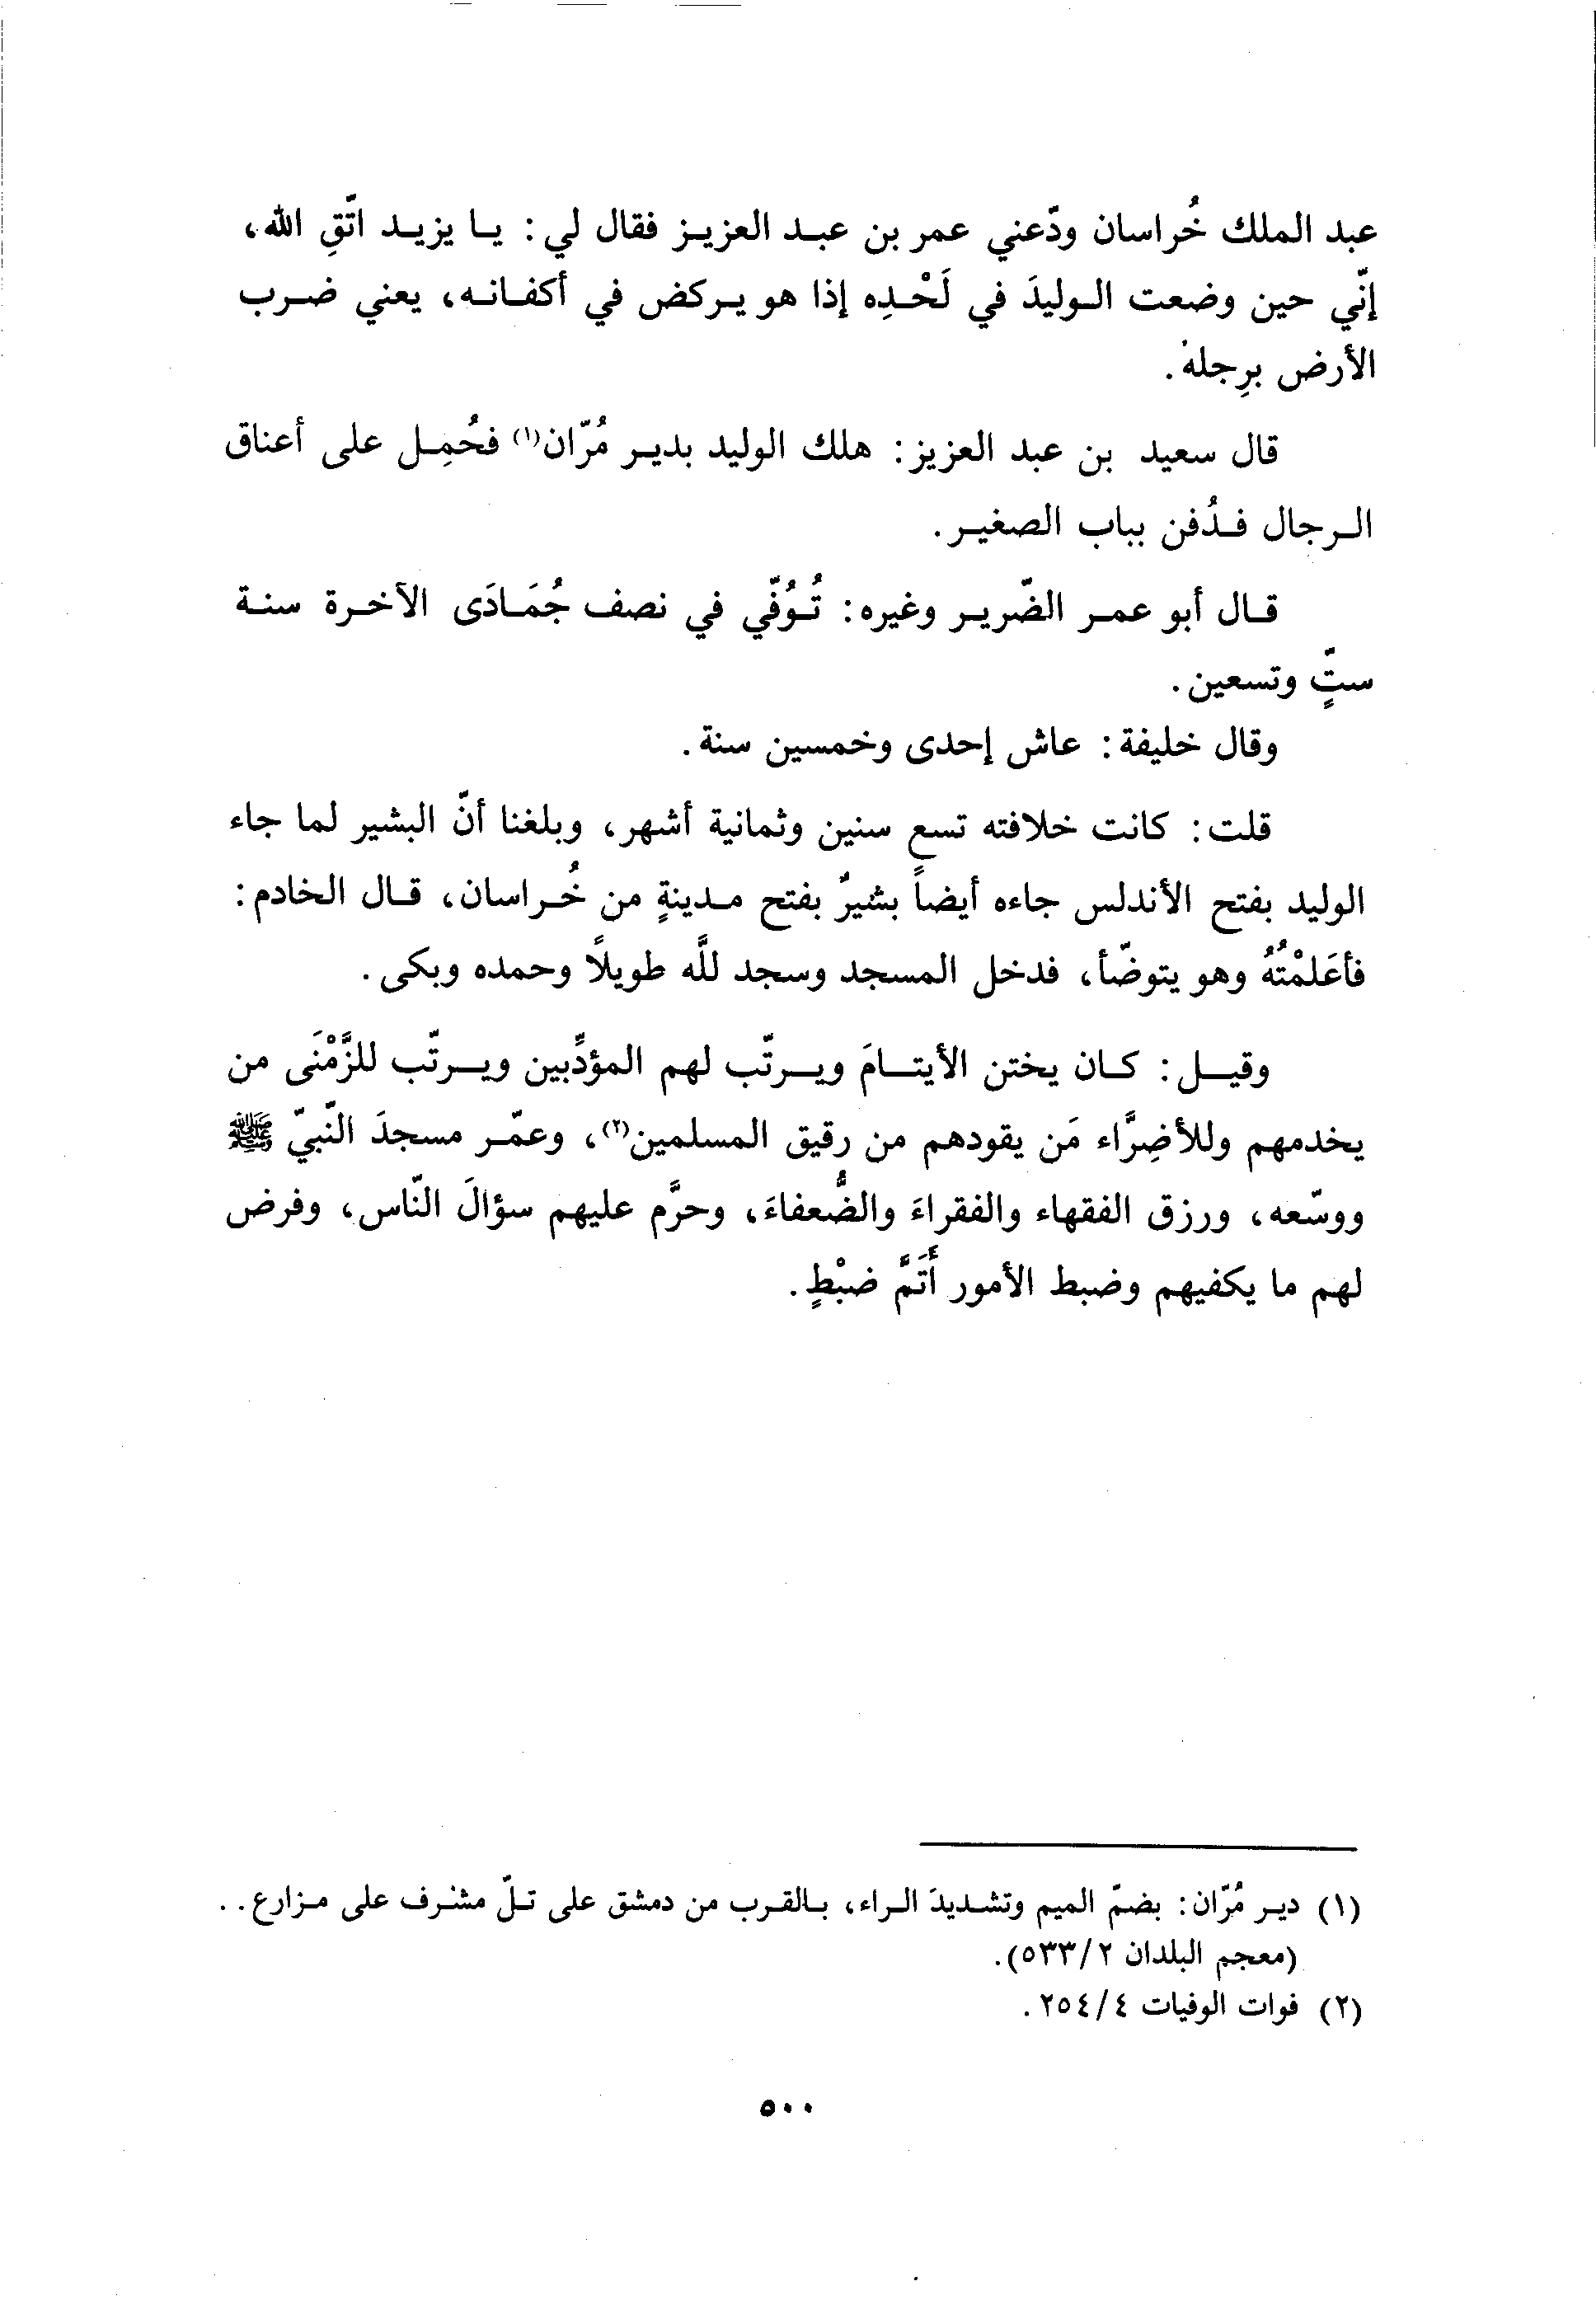 عبد الملك خُراسان ودّعني عمر بن عبد العزيز فقال لي: يا يزيد اتّقِ الله،
إنّي حين وضعت الوليدَ في لَحْدِه إذا هو يركض في أكفانه، يعني ضرب
الأرض برِجله.
قال سعيد بن عبد العزيز: هلك الوليد بدير مُرّان(١) فحُمِل على أعناق
الرجال فدُفن بباب الصغير.
قال أبو عمر الضّرير وغيره: تُوُفّي في نصف جُمَادَى الآخرة سنة
ستٍّ وتسعين.
وقال خليفة: عاش إحدى وخمسين سنة.
قلت: كانت خلافته تسع سنين وثمانية أشهر، وبلغنا أنّ البشير لما جاء
الوليد بفتح الأندلس جاءه أيضاً بشيرٌ بفتح مدينةٍ من خُراسان، قال الخادم:
فأعَلمْتُهُ وهو يتوضّأ، فدخل المسجد وسجد للَّه طويلاً وحمده وبكى.
وقيل: كان يختن الأيتامَ ويرتّب لهم المؤدِّبين ويرتّب للزَّمْنَى من
يخدمهم وللأضِرَّاء مَن يقودهم من رقيق المسلمين(٢)، وعمّر مسجدَ النّبيّ ﷺ
ووسّعه، ورزق الفقهاء والفقراءَ والضُّعفاءَ، وحرَّم عليهم سؤالَ النّاس، وفرض
لهم ما يكفيهم وضبط الأمور أَتَمَّ ضبْطٍ.
(١) دير مُرّان: بضمّ الميم وتشديدَ الراء، بالقرب من دمشق على تلّ مشرف على مزارع..
(معجم البلدان ٥٣٣/٢).
(٢) فوات الوفيات ٢٥٤/٤.
٥٠٠